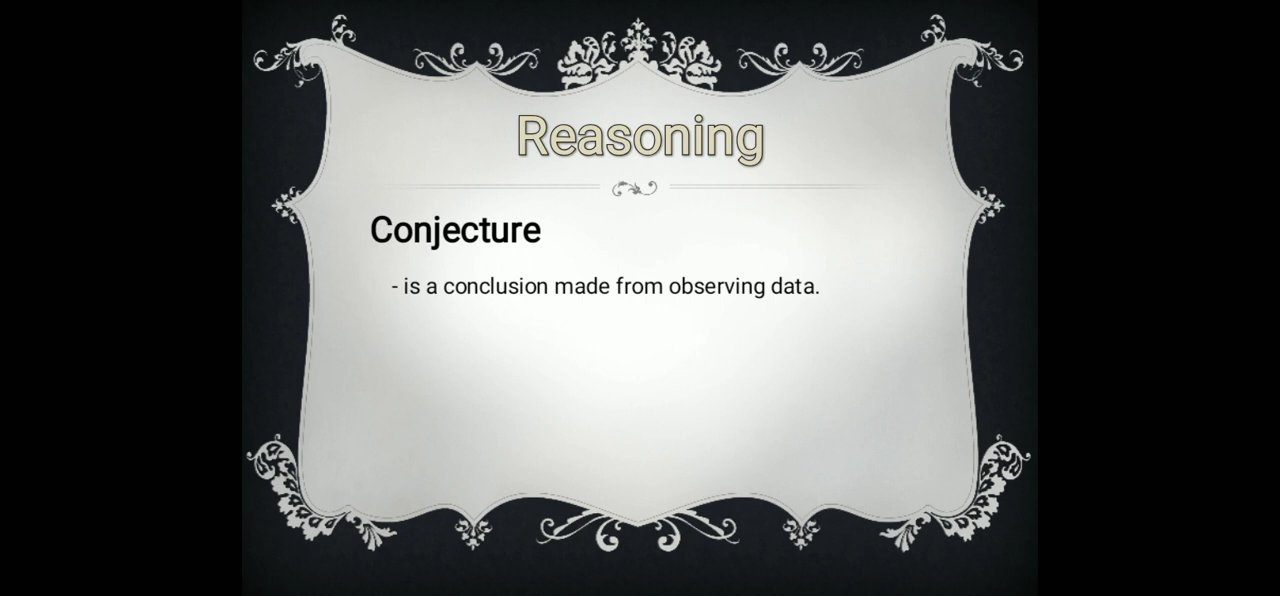 Reasoning
Conjecture
- is a conclusion made from observing data.